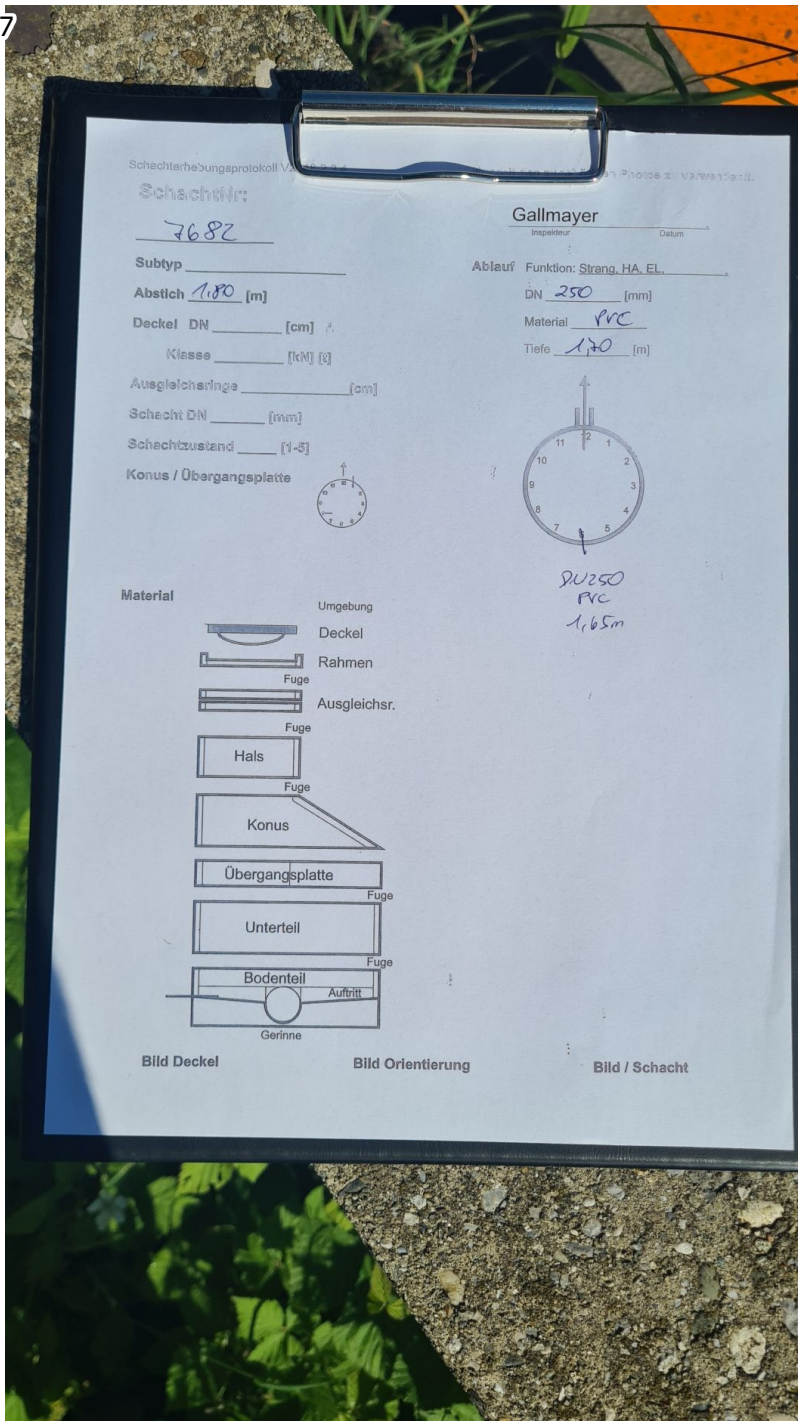 7
Schachterhebungsprotokoll
Photos zu verwenden!.
SchachtNr:
7682
Gallmayer
Inspekteur Datum
Subtyp
Abstich 1.80 [m]
Deckel DN [cm]
Klasse [kN] [t]
Ausgleichsringe [cm]
Schacht DN [mm]
Schachtzustand [1-5]
Konus / Übergangsplatte
Ablauf Funktion: Strang, HA, EL,
DN 250 [mm]
Material PVC
Tiefe 1,70 [m]
12
11 1
10 2
9 3
8 4
7 5
DN250
PVC
1,65m
Material
Umgebung
Deckel
Rahmen
Fuge
Ausgleichsr.
Fuge
Hals
Fuge
Konus
Übergangsplatte
Fuge
Unterteil
Fuge
Bodenteil
Auftritt
Gerinne
Bild Deckel Bild Orientierung Bild / Schacht